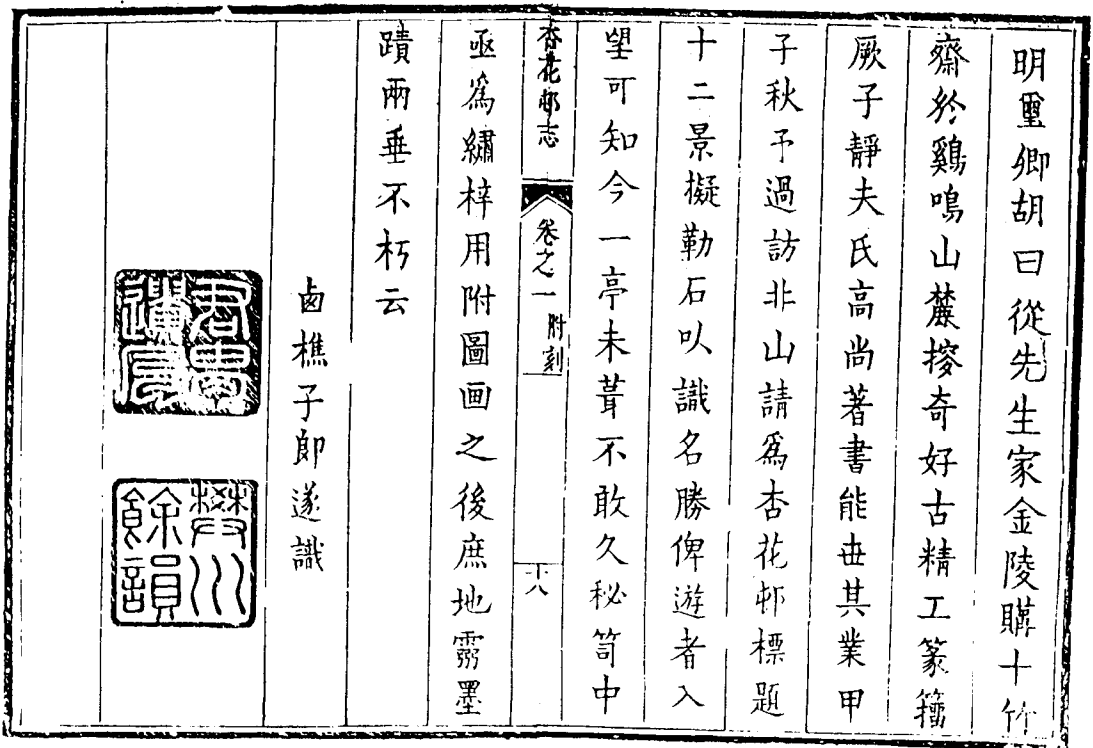 明璽卿胡曰從先生家金陵購十竹
齋於鷄鳴山麓搜奇好古精工篆籀
厥子靜夫氏高尚著書能世其業甲
子秋予過訪非山請爲杏花邨標題
十二景擬勒石以識名勝俾遊者入
望可知今一亭未葺不敢久秘笥中
杏花邨志
卷之一
附刻
十八
亟爲繡梓用附圖画之後庶地靈墨
蹟兩垂不朽云
鹵樵子郎遂識
樊川
餘韻